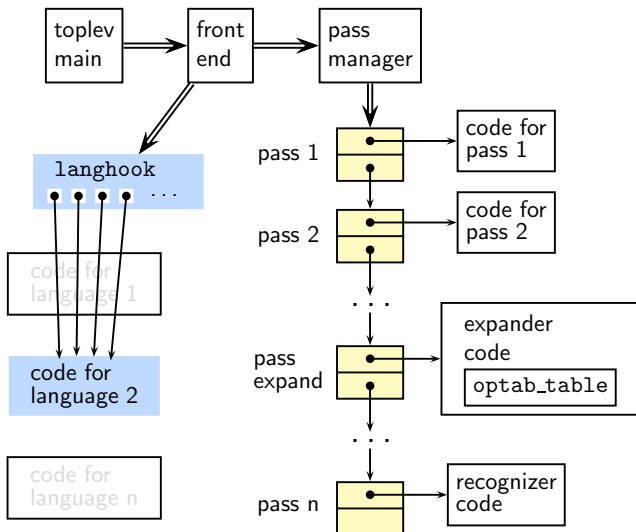 toplev
main
front
end
pass
manager
langhook
. . .
code for
language 1
code for
language 2
code for
language n
pass 1
code for
pass 1
pass 2
code for
pass 2
. . .
pass
expand
expander
code
optab_table
. . .
pass n
recognizer
code